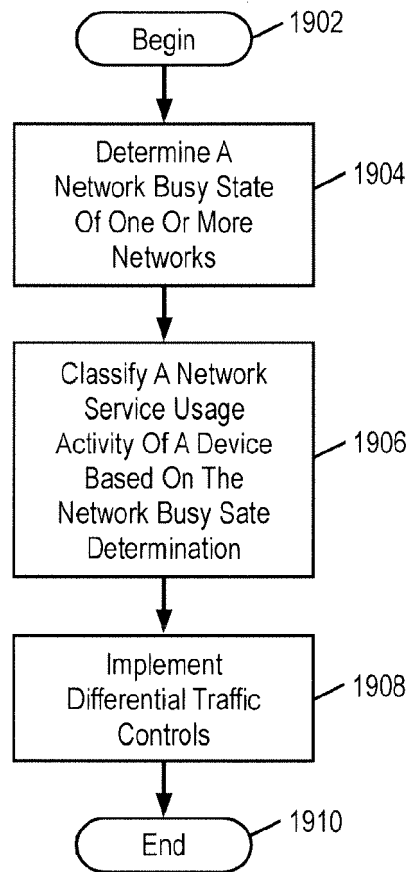 Begin
1902
Determine A
Network Busy State
Of One Or More
Networks
1904
Classify A Network
Service Usage
Activity Of A Device
Based On The
Network Busy Sate
Determination
1906
Implement
Differential Traffic
Controls
1908
End
1910